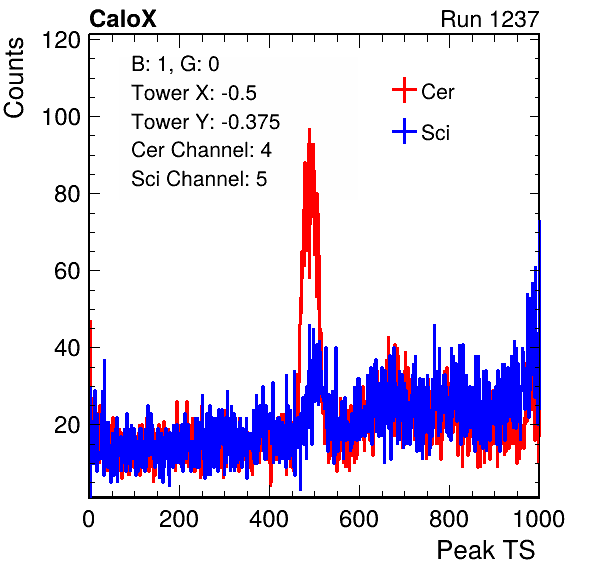 CaloX Run 1237
Counts
B: 1, G: 0
Tower X: -0.5
Tower Y: -0.375
Cer Channel: 4
Sci Channel: 5
Cer
Sci
120
100
80
60
40
20
0 200 400 600 800 1000
Peak TS